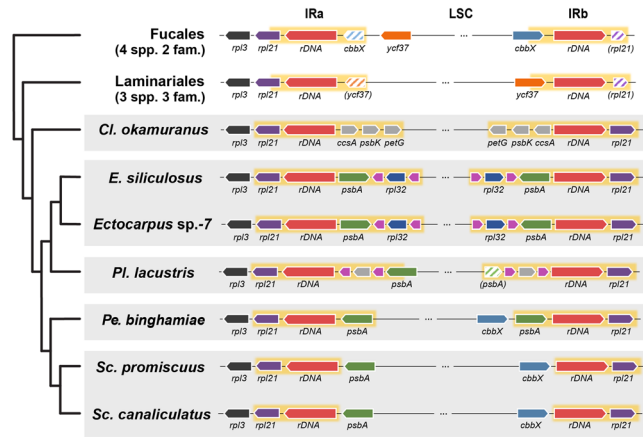 IRa LSC IRb
Fucales
(4 spp. 2 fam.)
... 
rpl3 rpl21 rDNA cbbX ycf37 cbbX rDNA (rpl21)
Laminariales
(3 spp. 3 fam.)
...
rpl3 rpl21 rDNA (ycf37) ycf37 rDNA (rpl21)
Cl. okamuranus
...
rpl3 rpl21 rDNA ccsA psbK petG petG psbK ccsA rDNA rpl21
E. siliculosus
...
rpl3 rpl21 rDNA psbA rpl32 rpl32 psbA rDNA rpl21
Ectocarpus sp.-7
...
rpl3 rpl21 rDNA psbA rpl32 rpl32 psbA rDNA rpl21
Pl. lacustris
...
rpl3 rpl21 rDNA psbA (psbA) rDNA rpl21
Pe. binghamiae
...
rpl3 rpl21 rDNA psbA cbbX psbA rDNA rpl21
Sc. promiscuus
...
rpl3 rpl21 rDNA psbA cbbX rDNA rpl21
Sc. canaliculatus
...
rpl3 rpl21 rDNA psbA cbbX rDNA rpl21